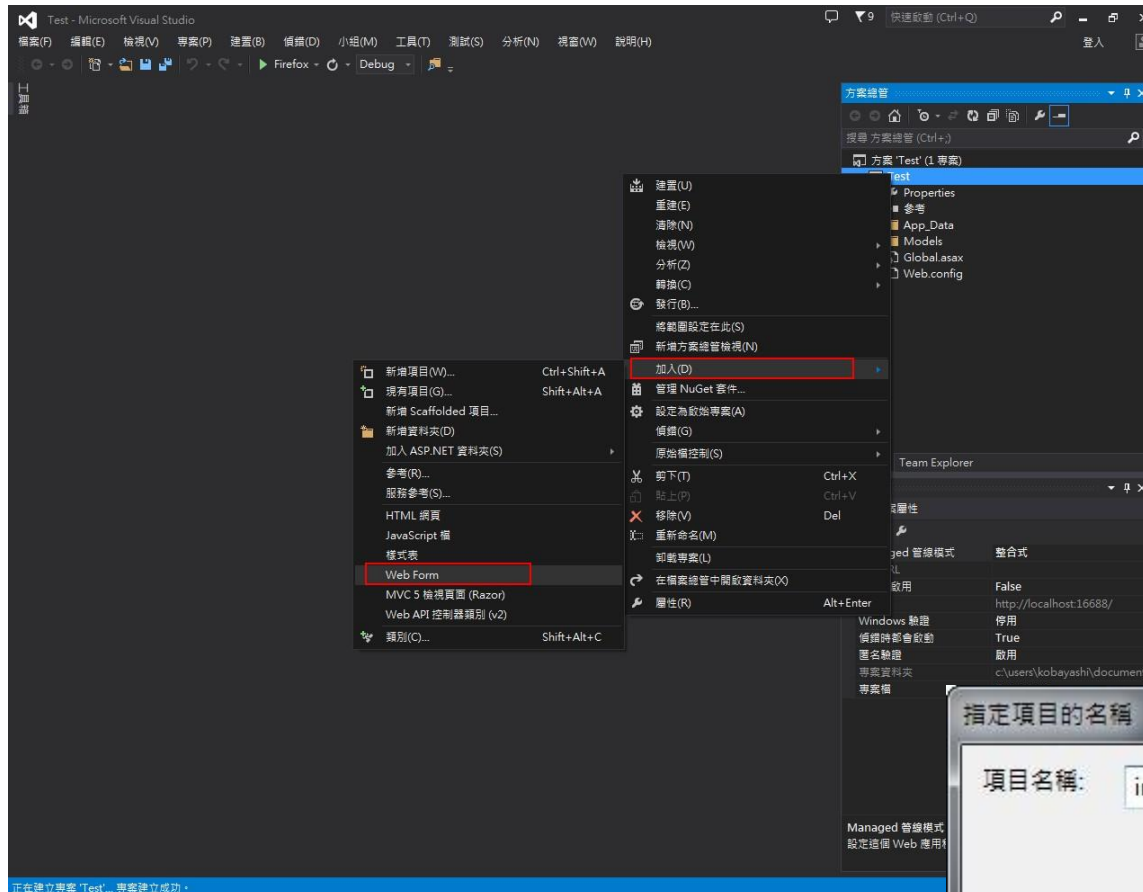 Test - Microsoft Visual Studio
9
快速啟動 (Ctrl+Q)
檔案(F) 編輯(E) 檢視(V) 專案(P) 建置(B) 偵錯(D) 小組(M) 工具(T) 測試(S) 分析(N) 視窗(W) 說明(H)
登入
Firefox
Debug
工具箱
方案總管
搜尋 方案總管 (Ctrl+;)
方案 'Test' (1 專案)
Test
Properties
參考
App_Data
Models
Global.asax
Web.config
建置(U)
重建(E)
清除(N)
檢視(W)
分析(Z)
轉換(C)
發行(B)...
將範圍設定在此(S)
新增方案總管檢視(N)
加入(D)
管理 NuGet 套件...
設定為啟始專案(A)
偵錯(G)
原始檔控制(S)
剪下(T) Ctrl+X
貼上(P) Ctrl+V
移除(V) Del
重新命名(M)
卸載專案(L)
在檔案總管中開啟資料夾(X)
屬性(R) Alt+Enter
新增項目(W)... Ctrl+Shift+A
現有項目(G)... Shift+Alt+A
新增 Scaffolded 項目...
新增資料夾(D)
加入 ASP.NET 資料夾(S)
參考(R)...
服務參考(S)...
HTML 網頁
JavaScript 檔
樣式表
Web Form
MVC 5 檢視頁面 (Razor)
Web API 控制器類別 (v2)
類別(C)... Shift+Alt+C
Team Explorer
屬性
ged 管線模式 整合式
RL
啟用 False
http://localhost:16688/
Windows 驗證 停用
偵錯時都會啟動 True
匿名驗證 啟用
專案資料夾 c:\users\kobayashi\documen
專案檔
Managed 管線模式
設定這個 Web 應用
指定項目的名稱
項目名稱:
正在建立專案 'Test'... 專案建立成功。